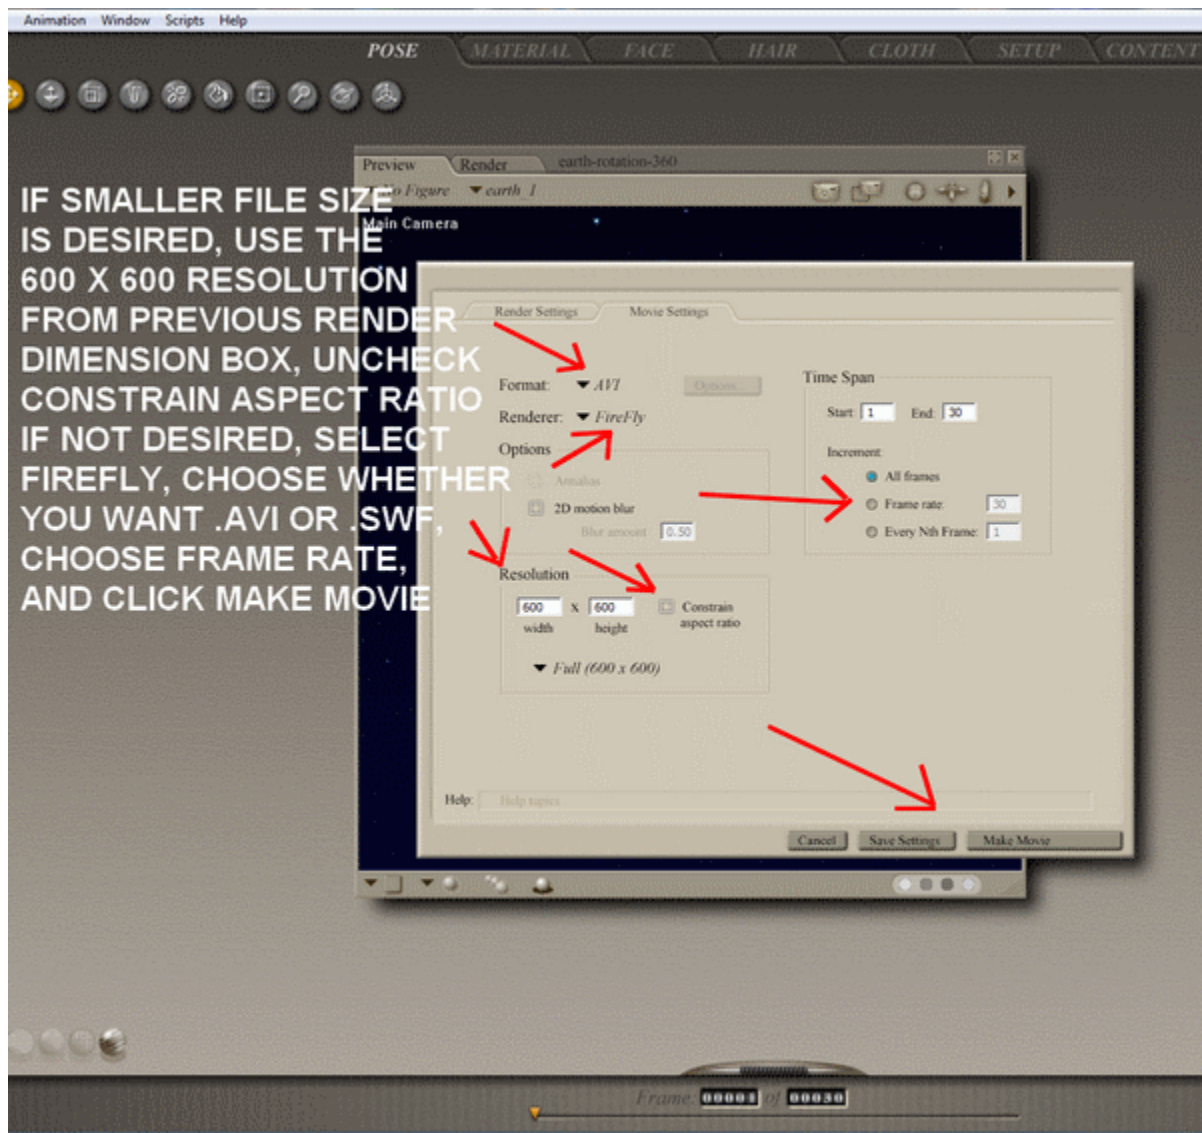 Animation Window Scripts Help
POSE MATERIAL FACE HAIR CLOTH SETUP CONTENT
Preview Render earth-rotation-360
No Figure earth_1
Main Camera
IF SMALLER FILE SIZE
IS DESIRED, USE THE
600 X 600 RESOLUTION
FROM PREVIOUS RENDER
DIMENSION BOX, UNCHECK
CONSTRAIN ASPECT RATIO
IF NOT DESIRED, SELECT
FIREFLY, CHOOSE WHETHER
YOU WANT .AVI OR .SWF,
CHOOSE FRAME RATE,
AND CLICK MAKE MOVIE
Render Settings Movie Settings
Format: AVI Options...
Renderer: FireFly
Options
Antialias
2D motion blur
Blur amount 0.50
Resolution
600 x 600
width height
Constrain
aspect ratio
Full (600 x 600)
Time Span
Start: 1 End: 30
Increment:
All frames
Frame rate: 30
Every Nth Frame: 1
Help: Help topics
Cancel Save Settings Make Movie
Frame: 00001 of 00030